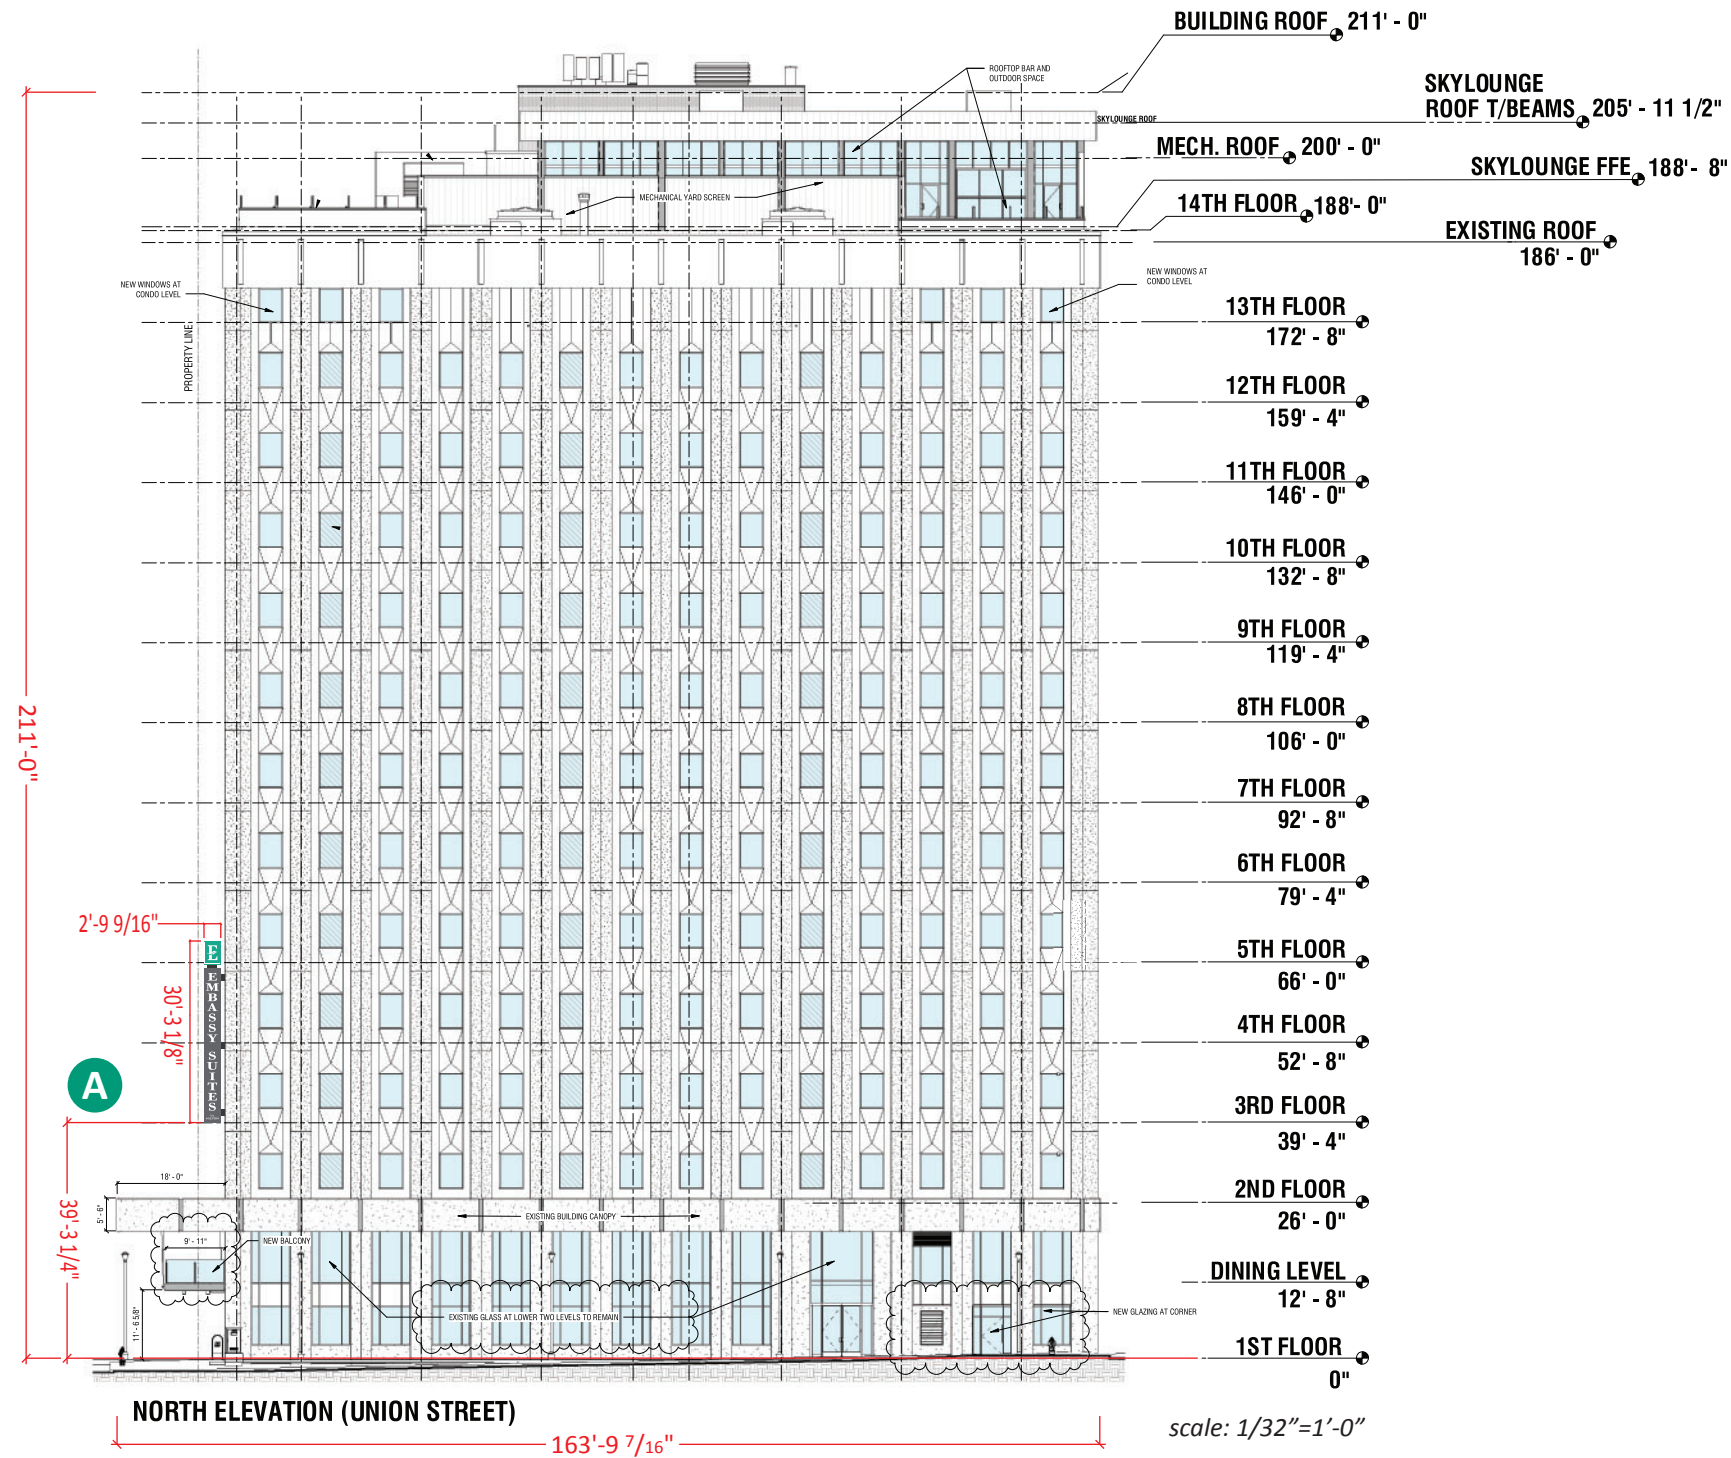 BUILDING ROOF 211' - 0"
SKYLOUNGE
ROOF T/BEAMS 205' - 11 1/2"
SKYLOUNGE ROOF
MECH. ROOF 200' - 0"
SKYLOUNGE FFE 188' - 8"
14TH FLOOR 188'- 0"
EXISTING ROOF
186' - 0"
ROOFTOP BAR AND
OUTDOOR SPACE
MECHANICAL YARD SCREEN
NEW WINDOWS AT
CONDO LEVEL
NEW WINDOWS AT
CONDO LEVEL
PROPERTY LINE
13TH FLOOR
172' - 8"
12TH FLOOR
159' - 4"
11TH FLOOR
146' - 0"
10TH FLOOR
132' - 8"
9TH FLOOR
119' - 4"
8TH FLOOR
106' - 0"
7TH FLOOR
92' - 8"
6TH FLOOR
79' - 4"
5TH FLOOR
66' - 0"
4TH FLOOR
52' - 8"
3RD FLOOR
39' - 4"
2ND FLOOR
26' - 0"
DINING LEVEL
12' - 8"
1ST FLOOR
0"
211'-0"
2'-9 9/16"
30'-3 1/8"
E
EMBASSY SUITES
A
39'-3 1/4"
18' - 0"
5' - 6"
9' - 11"
NEW BALCONY
11' - 6 5/8"
EXISTING BUILDING CANOPY
EXISTING GLASS AT LOWER TWO LEVELS TO REMAIN
NEW GLAZING AT CORNER
NORTH ELEVATION (UNION STREET)
163'-9 7/16"
scale: 1/32”=1’-0”